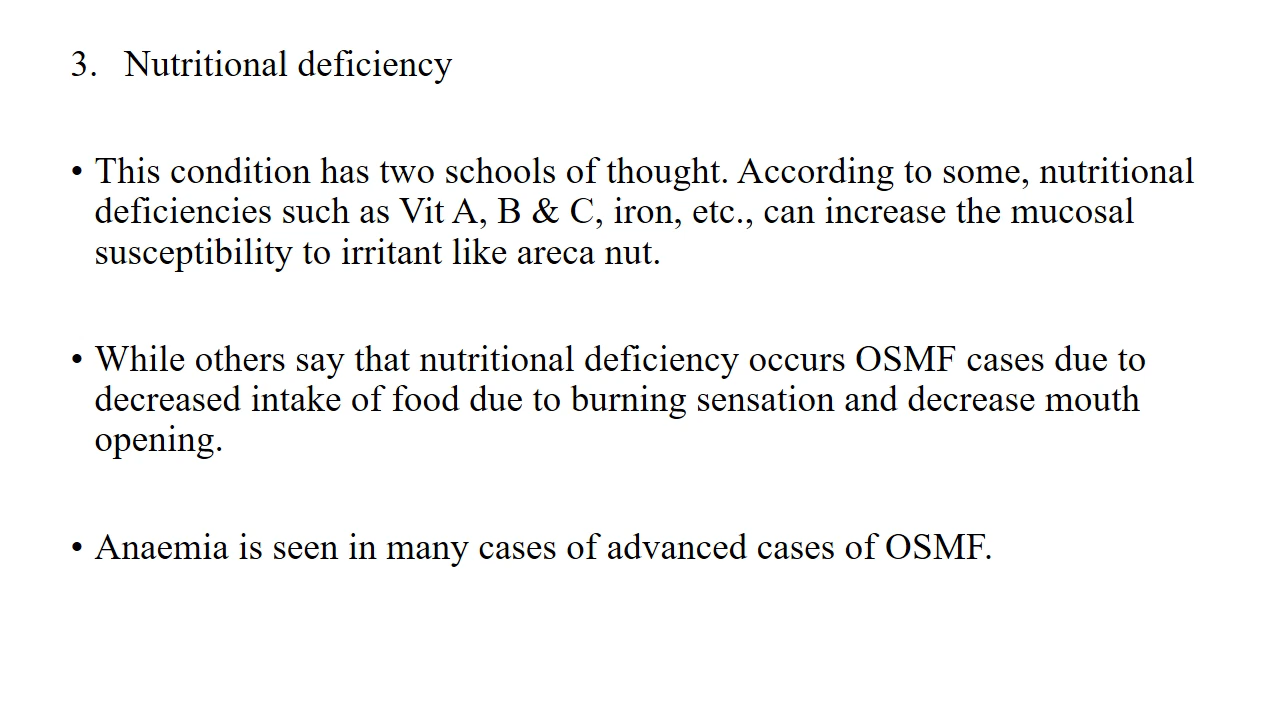 3. Nutritional deficiency
• This condition has two schools of thought. According to some, nutritional
deficiencies such as Vit A, B & C, iron, etc., can increase the mucosal
susceptibility to irritant like areca nut.
• While others say that nutritional deficiency occurs OSMF cases due to
decreased intake of food due to burning sensation and decrease mouth
opening.
• Anaemia is seen in many cases of advanced cases of OSMF.